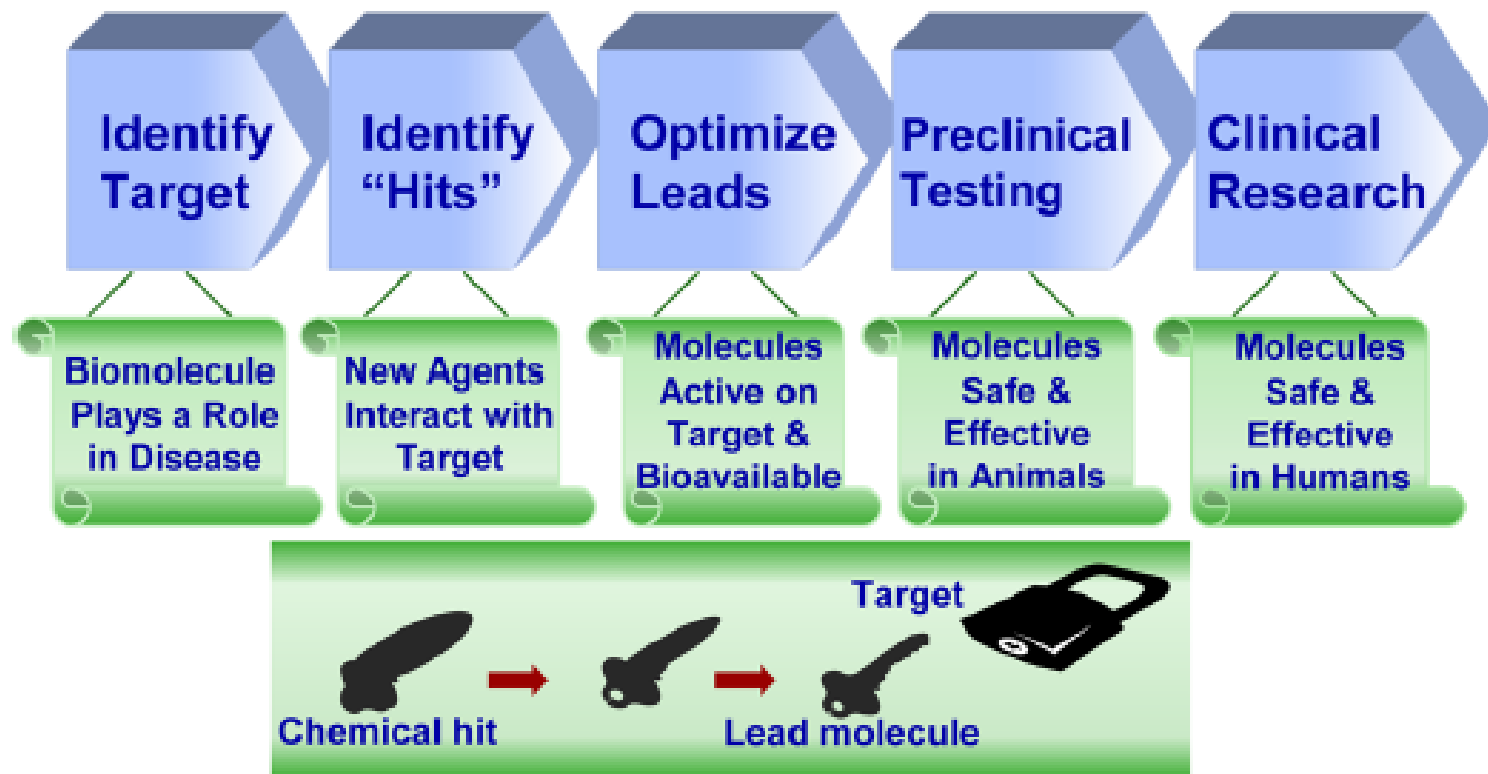 Identify
Target
Identify
“Hits”
Optimize
Leads
Preclinical
Testing
Clinical
Research
Biomolecule
Plays a Role
in Disease
New Agents
Interact with
Target
Molecules
Active on
Target &
Bioavailable
Molecules
Safe &
Effective
in Animals
Molecules
Safe &
Effective
in Humans
Target
Chemical hit
Lead molecule